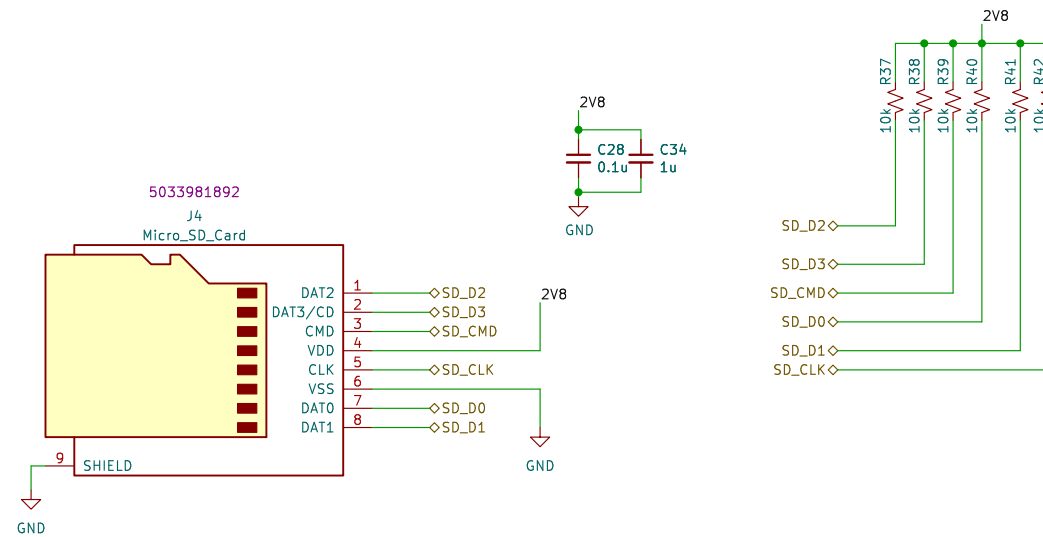 2V8
R37
R38
R39
R40
R41
R42
10k
10k
10k
10k
10k
10k
2V8
C28
0.1u
C34
1u
GND
5033981892
J4
Micro_SD_Card
DAT2 1 SD_D2
DAT3/CD 2 SD_D3
CMD 3 SD_CMD
VDD 4
2V8
CLK 5 SD_CLK
VSS 6
DAT0 7 SD_D0
DAT1 8 SD_D1
GND
9 SHIELD
GND
SD_D2
SD_D3
SD_CMD
SD_D0
SD_D1
SD_CLK